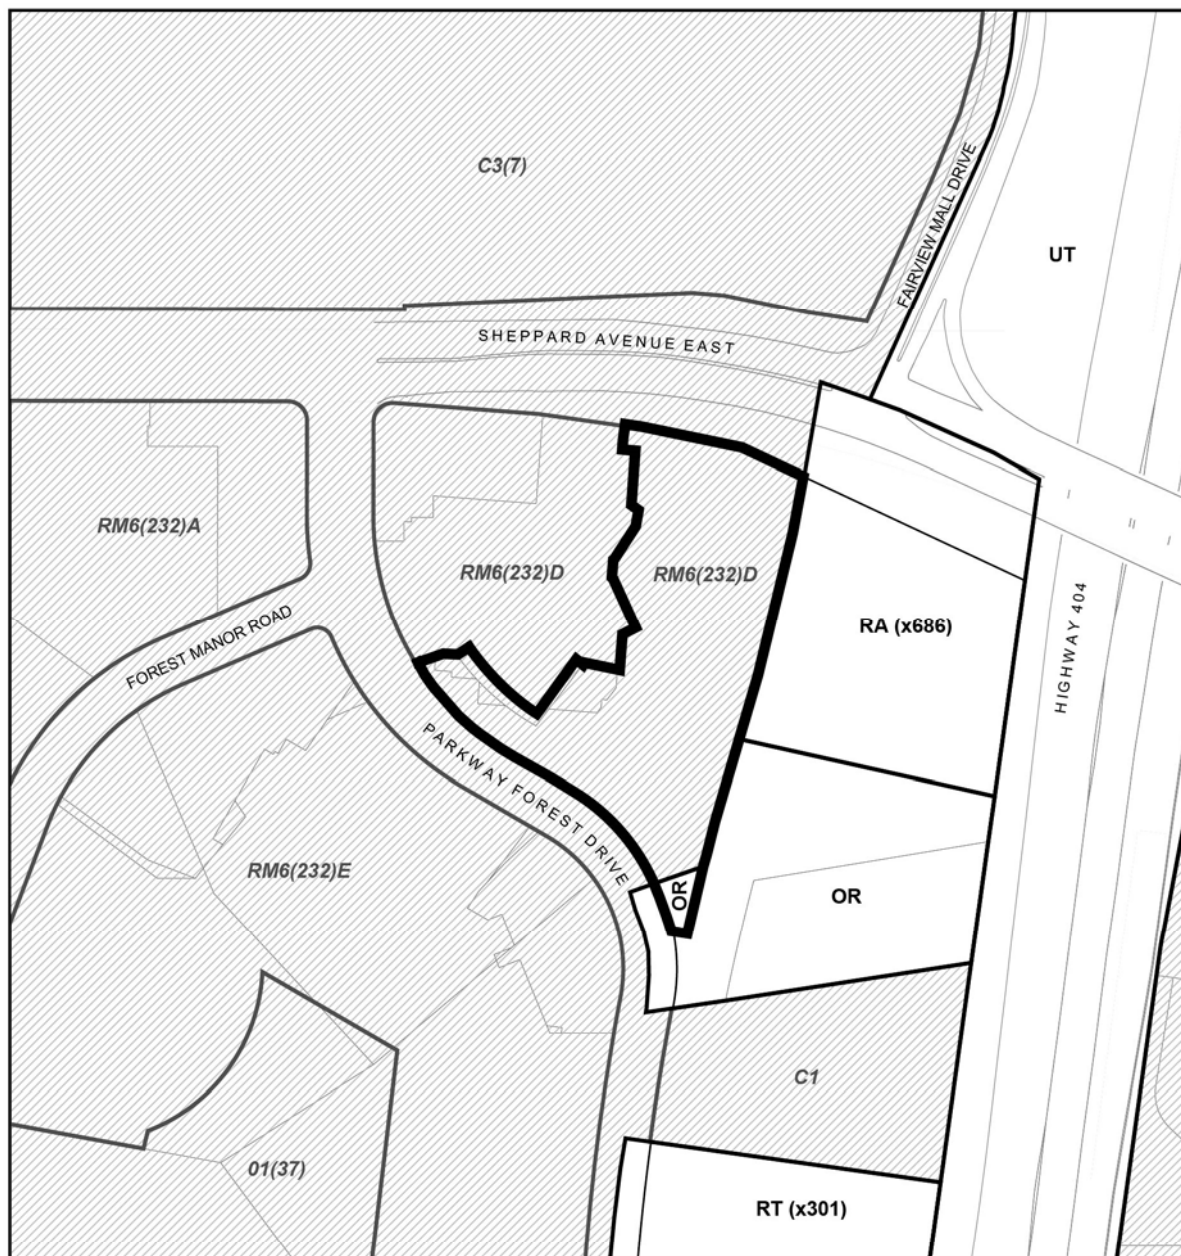 C3(7)
FAIRVIEW MALL DRIVE
UT
SHEPPARD AVENUE EAST
RM6(232)A
RM6(232)D
RM6(232)D
RA (x686)
HIGHWAY 404
FOREST MANOR ROAD
PARKWAY FOREST DRIVE
RM6(232)E
OR
OR
C1
01(37)
RT (x301)